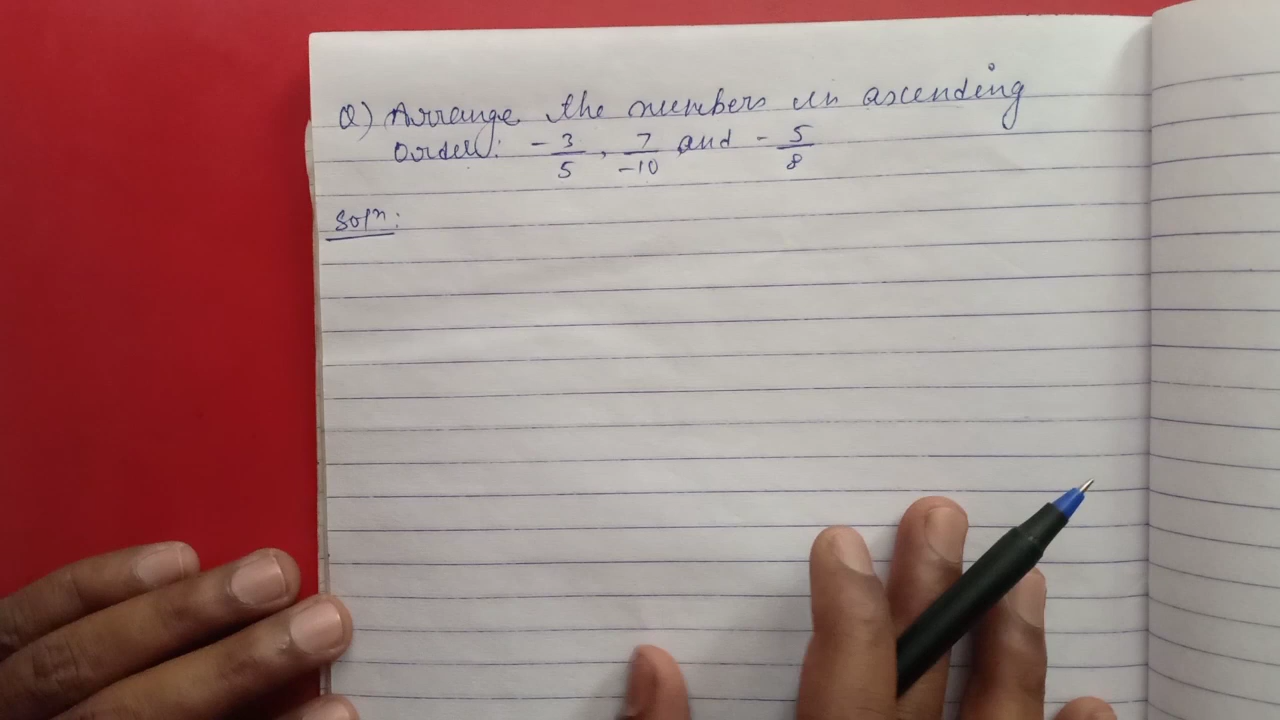 Q) Arrange the numbers in ascending
Order: -3/5, 7/-10 and -5/8
Solⁿ: